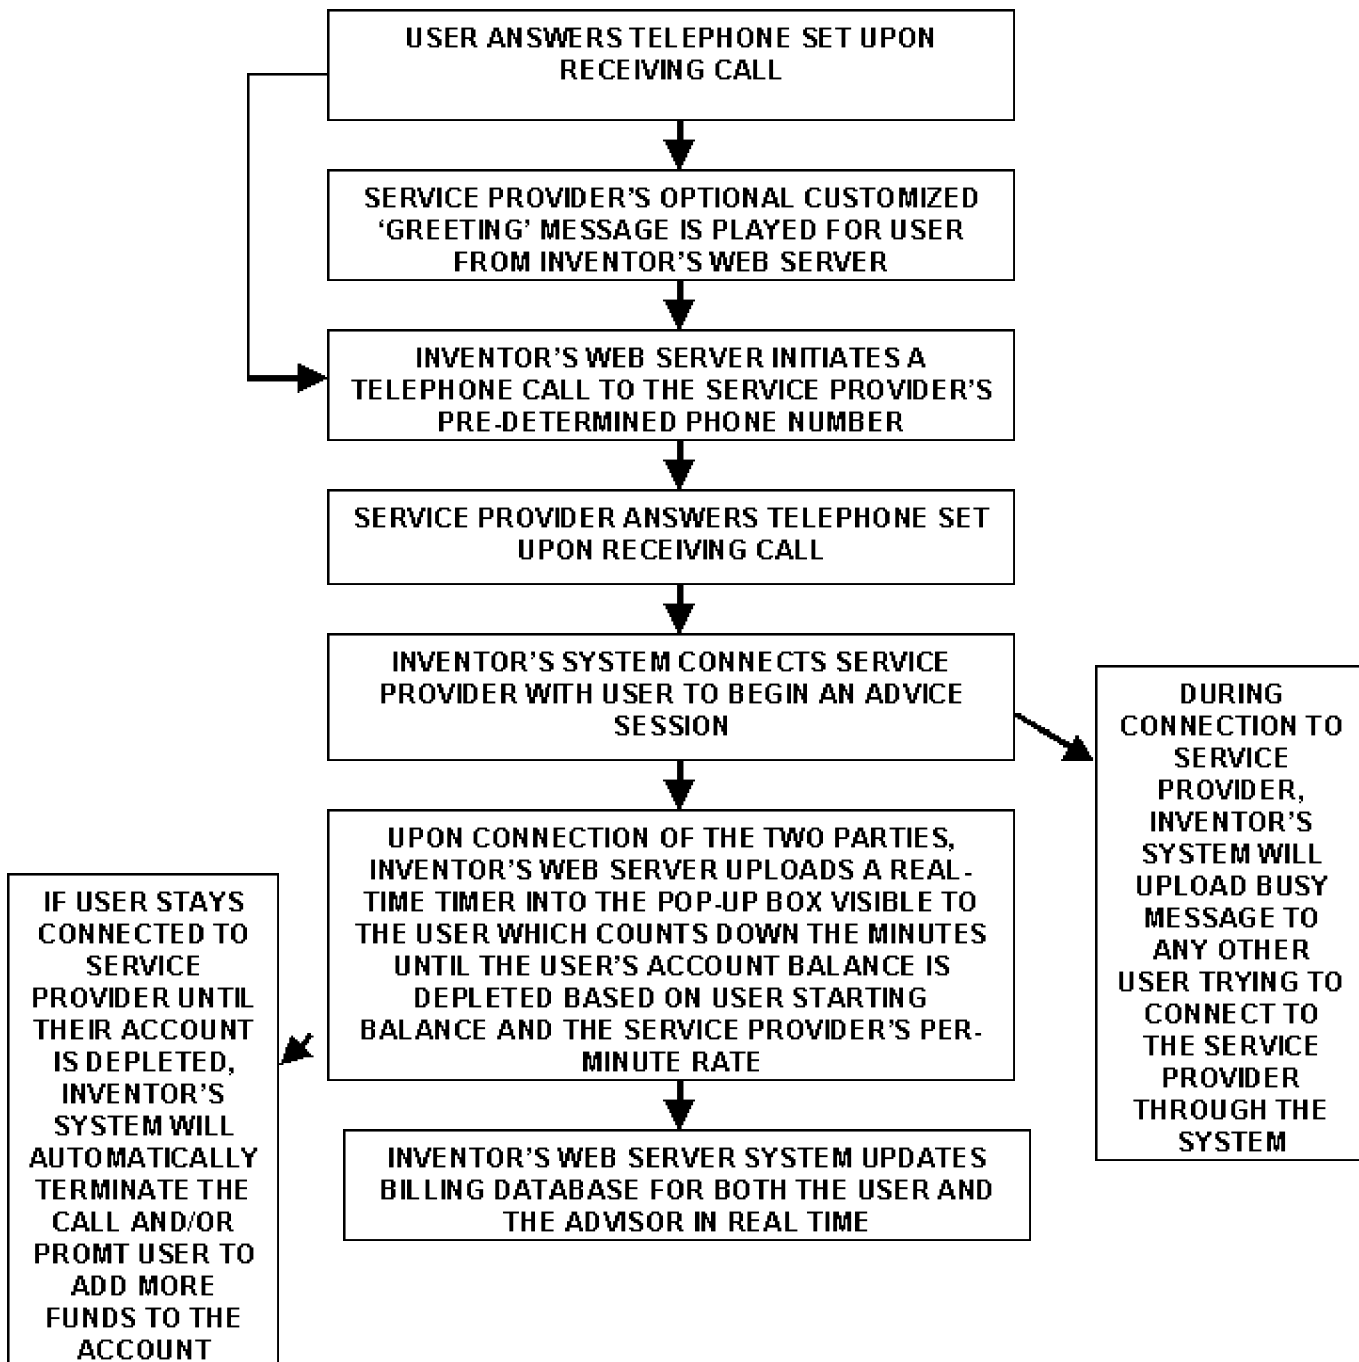 USER ANSWERS TELEPHONE SET UPON
RECEIVING CALL
SERVICE PROVIDER'S OPTIONAL CUSTOMIZED
‘GREETING’ MESSAGE IS PLAYED FOR USER
FROM INVENTOR'S WEB SERVER
INVENTOR'S WEB SERVER INITIATES A
TELEPHONE CALL TO THE SERVICE PROVIDER'S
PRE-DETERMINED PHONE NUMBER
SERVICE PROVIDER ANSWERS TELEPHONE SET
UPON RECEIVING CALL
INVENTOR'S SYSTEM CONNECTS SERVICE
PROVIDER WITH USER TO BEGIN AN ADVICE
SESSION
DURING
CONNECTION TO
SERVICE
PROVIDER,
INVENTOR'S
SYSTEM WILL
UPLOAD BUSY
MESSAGE TO
ANY OTHER
USER TRYING TO
CONNECT TO
THE SERVICE
PROVIDER
THROUGH THE
SYSTEM
UPON CONNECTION OF THE TWO PARTIES,
INVENTOR'S WEB SERVER UPLOADS A REAL-
TIME TIMER INTO THE POP-UP BOX VISIBLE TO
THE USER WHICH COUNTS DOWN THE MINUTES
UNTIL THE USER'S ACCOUNT BALANCE IS
DEPLETED BASED ON USER STARTING
BALANCE AND THE SERVICE PROVIDER'S PER-
MINUTE RATE
IF USER STAYS
CONNECTED TO
SERVICE
PROVIDER UNTIL
THEIR ACCOUNT
IS DEPLETED,
INVENTOR'S
SYSTEM WILL
AUTOMATICALLY
TERMINATE THE
CALL AND/OR
PROMT USER TO
ADD MORE
FUNDS TO THE
ACCOUNT
INVENTOR'S WEB SERVER SYSTEM UPDATES
BILLING DATABASE FOR BOTH THE USER AND
THE ADVISOR IN REAL TIME